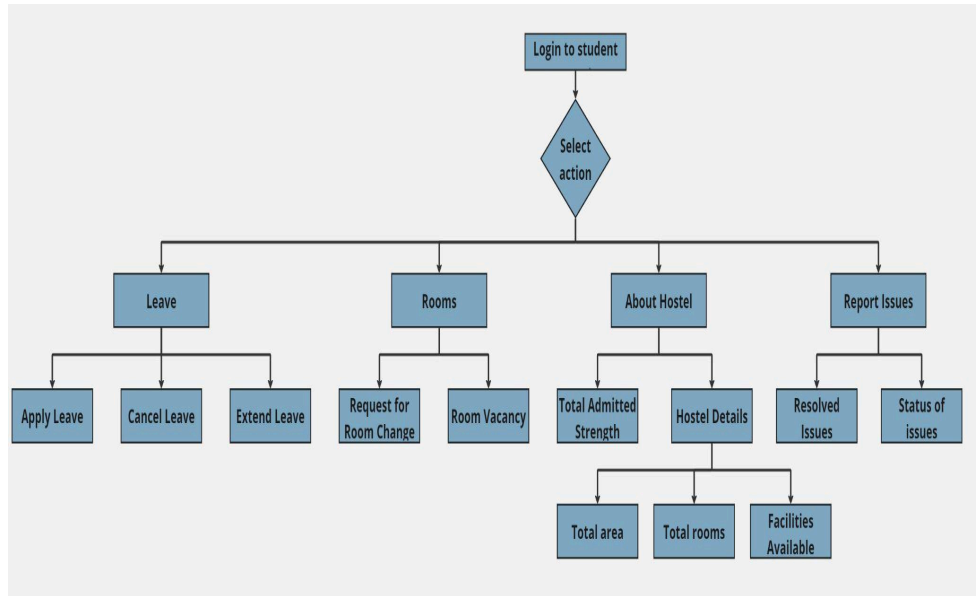 Login to student
Select
action
Leave
Rooms
About Hostel
Report Issues
Apply Leave
Cancel Leave
Extend Leave
Request for
Room Change
Room Vacancy
Total Admitted
Strength
Hostel Details
Resolved
Issues
Status of
issues
Total area
Total rooms
Facilities
Available